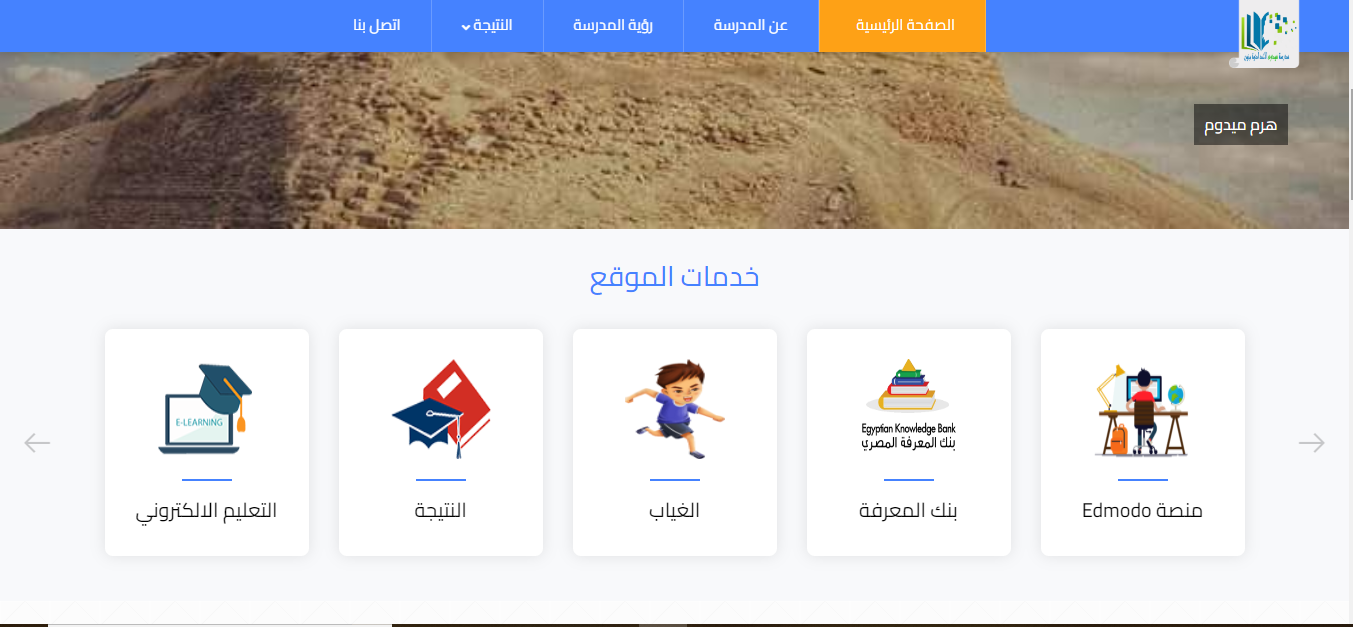 الصفحة الرئيسية
عن المدرسة
رؤية المدرسة
النتيجة
اتصل بنا
هرم ميدوم
خدمات الموقع
Egyptian Knowledge Bank
بنك المعرفة المصري
E-LEARNING
منصة Edmodo
بنك المعرفة
الغياب
النتيجة
التعليم الالكتروني